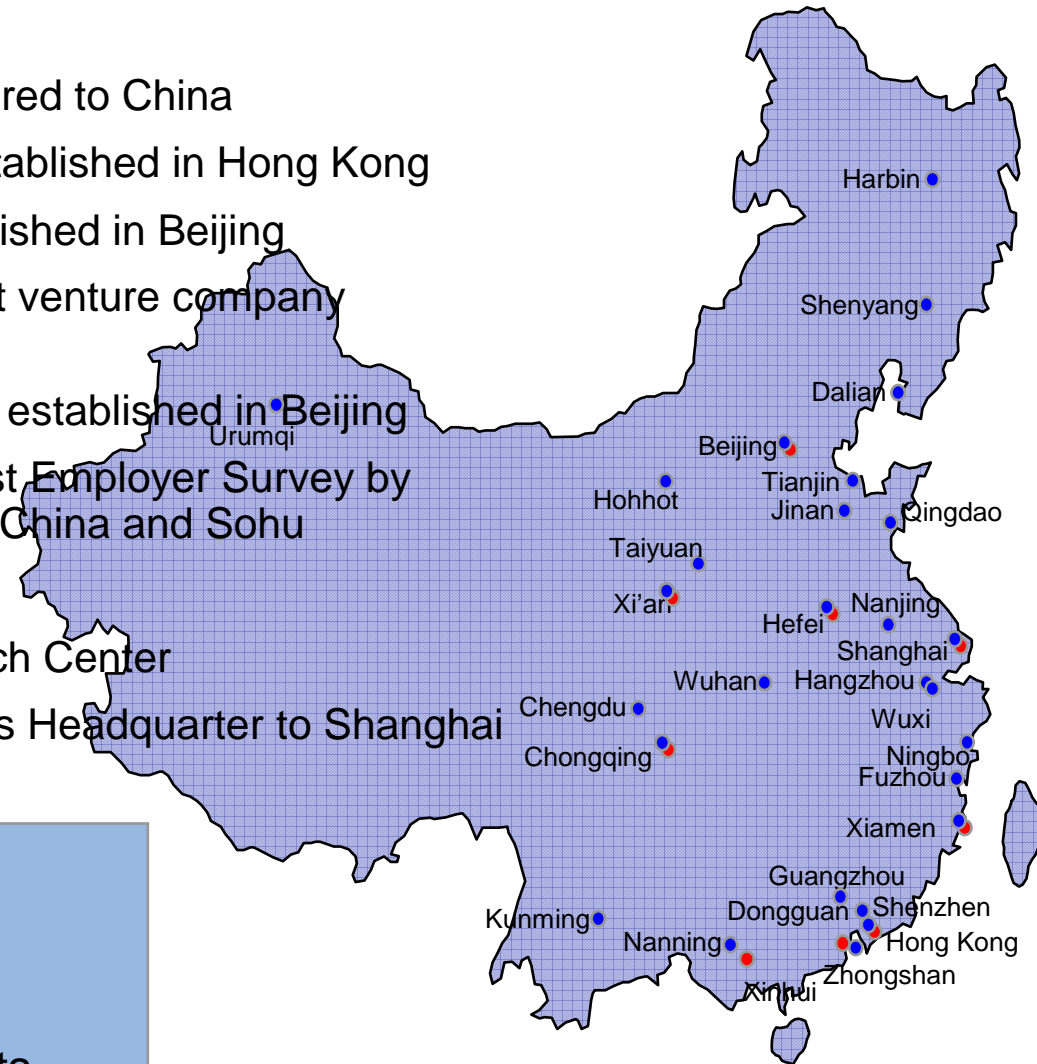 red to China
tablished in Hong Kong
ished in Beijing
t venture company
established in Beijing
st Employer Survey by
China and Sohu
ch Center
s Headquarter to Shanghai
Harbin
Shenyang
Dalian
Urumqi
Beijing
Hohhot
Tianjin
Jinan
Qingdao
Taiyuan
Xi'an
Hefei
Nanjing
Shanghai
Wuhan
Hangzhou
Chengdu
Wuxi
Chongqing
Ningbo
Fuzhou
Xiamen
Guangzhou
Dongguan
Shenzhen
Kunming
Nanning
Hong Kong
Zhongshan
Xinhui